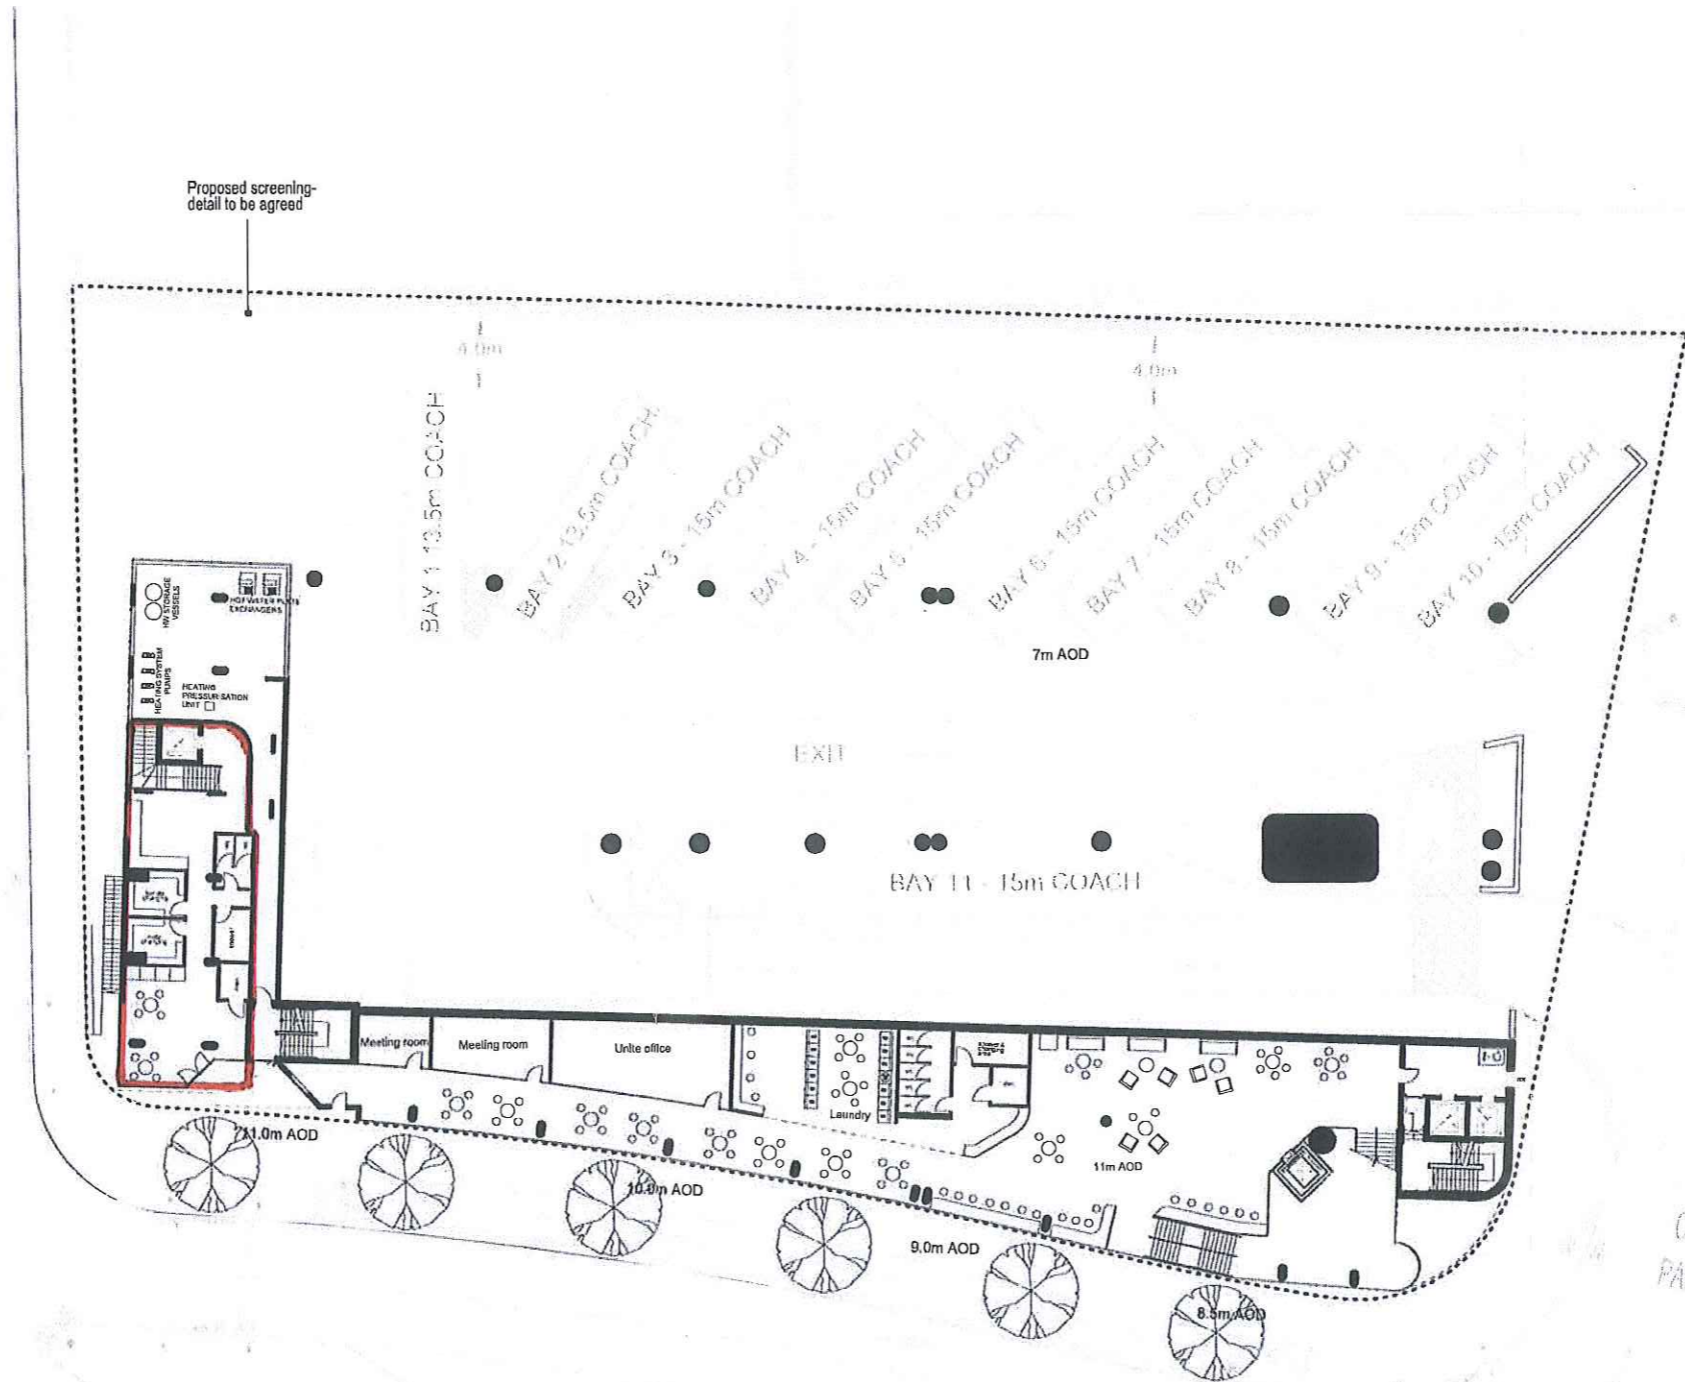 Proposed screening-
detail to be agreed
4.0m
4.0m
BAY 1 13.5m COACH
BAY 2 13.5m COACH
BAY 3 - 15m COACH
BAY 4 - 15m COACH
BAY 5 - 15m COACH
BAY 6 - 15m COACH
BAY 7 - 15m COACH
BAY 8 - 15m COACH
BAY 9 - 15m COACH
BAY 10 - 15m COACH
HW STORAGE
VESSELS
HOT WATER PLATE
EXCHANGERS
HEATING SYSTEM
PUMPS
HEATING
PRESSURISATION
UNIT
7m AOD
EXIT
BAY 11 - 15m COACH
Meeting room
Meeting room
Unite office
Laundry
11m AOD
11.0m AOD
10.0m AOD
9.0m AOD
8.5m AOD